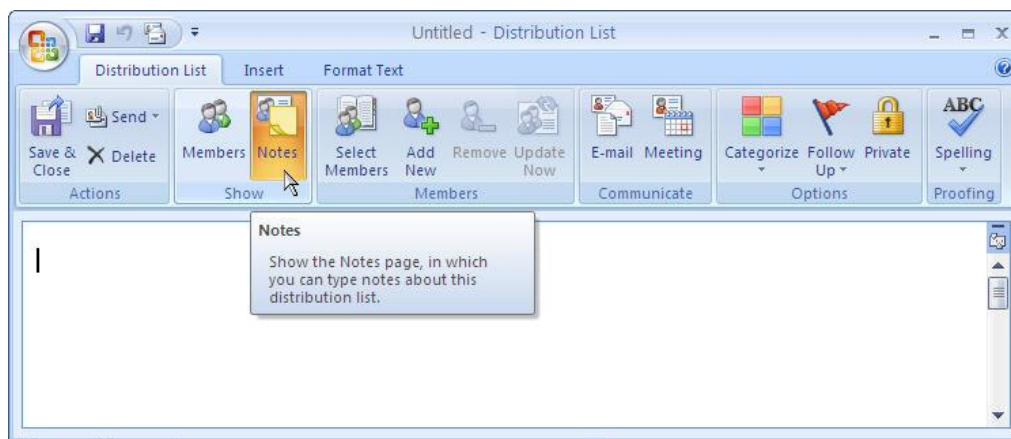 Untitled - Distribution List
Distribution List Insert Format Text
Save & Close
Send
Delete
Actions
Members
Notes
Show
Select Members
Add New
Remove
Update Now
Members
E-mail
Meeting
Communicate
Categorize
Follow Up
Private
Options
ABC
Spelling
Proofing
Notes
Show the Notes page, in which
you can type notes about this
distribution list.